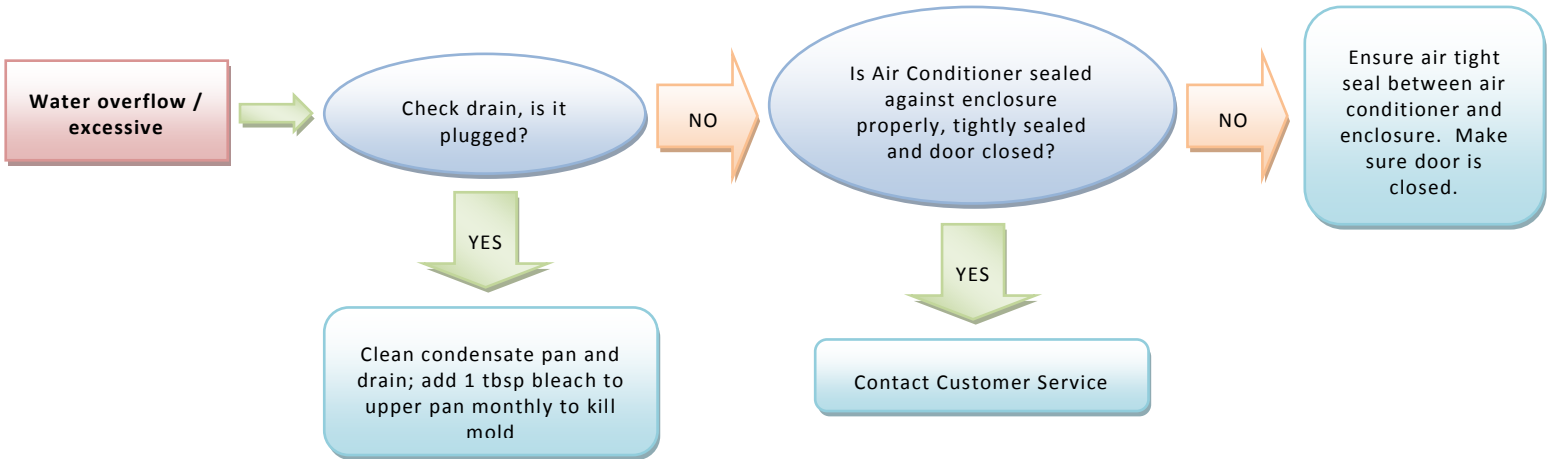 Water overflow /
excessive
Check drain, is it
plugged?
NO
Is Air Conditioner sealed
against enclosure
properly, tightly sealed
and door closed?
NO
Ensure air tight
seal between air
conditioner and
enclosure.  Make
sure door is
closed.
YES
YES
Clean condensate pan and
drain; add 1 tbsp bleach to
upper pan monthly to kill
mold
Contact Customer Service